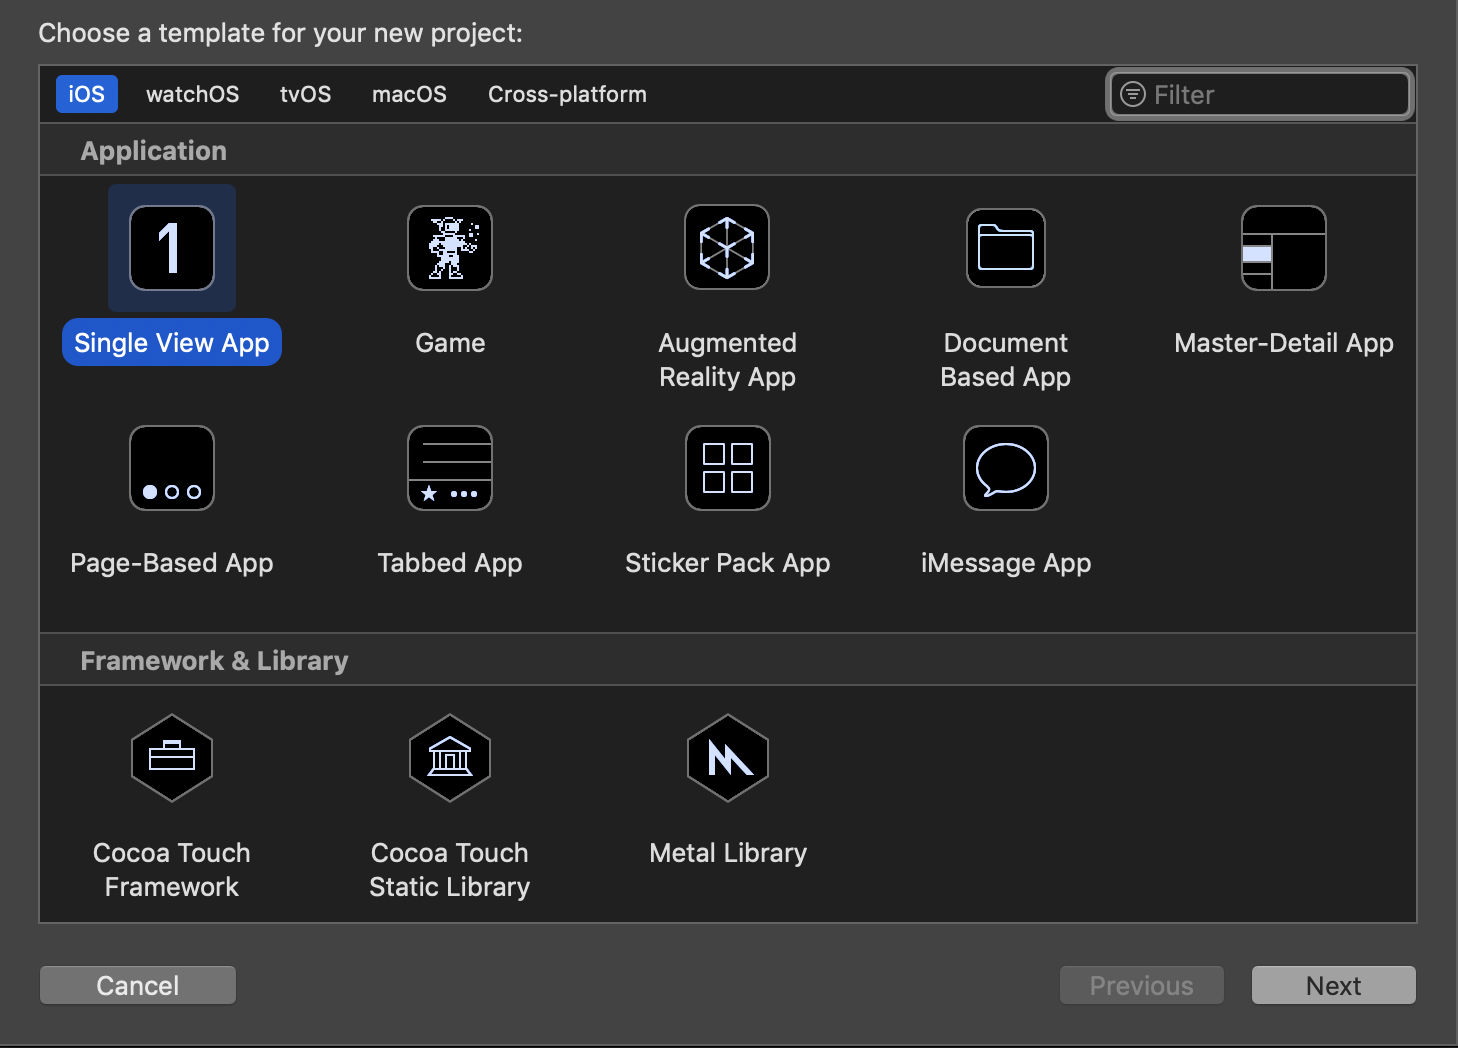 Choose a template for your new project:
iOS watchOS tvOS macOS Cross-platform Filter
Application
1
Single View App Game Augmented Reality App Document Based App Master-Detail App
Page-Based App Tabbed App Sticker Pack App iMessage App
Framework & Library
Cocoa Touch Framework Cocoa Touch Static Library Metal Library
Cancel Previous Next